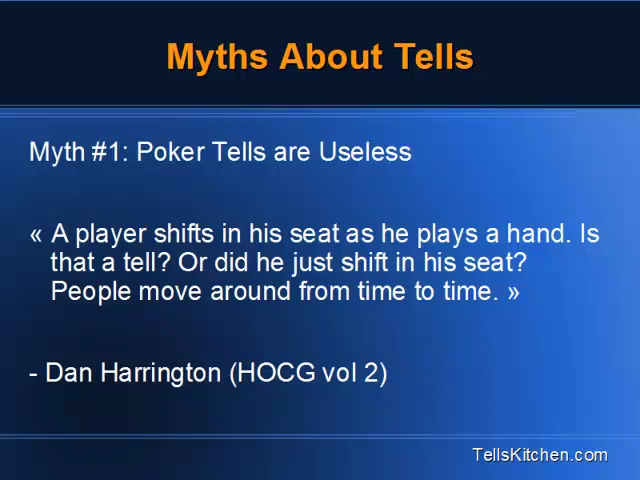 Myths About Tells
Myth #1: Poker Tells are Useless
« A player shifts in his seat as he plays a hand. Is
that a tell? Or did he just shift in his seat?
People move around from time to time. »
- Dan Harrington (HOCG vol 2)
TellsKitchen.com